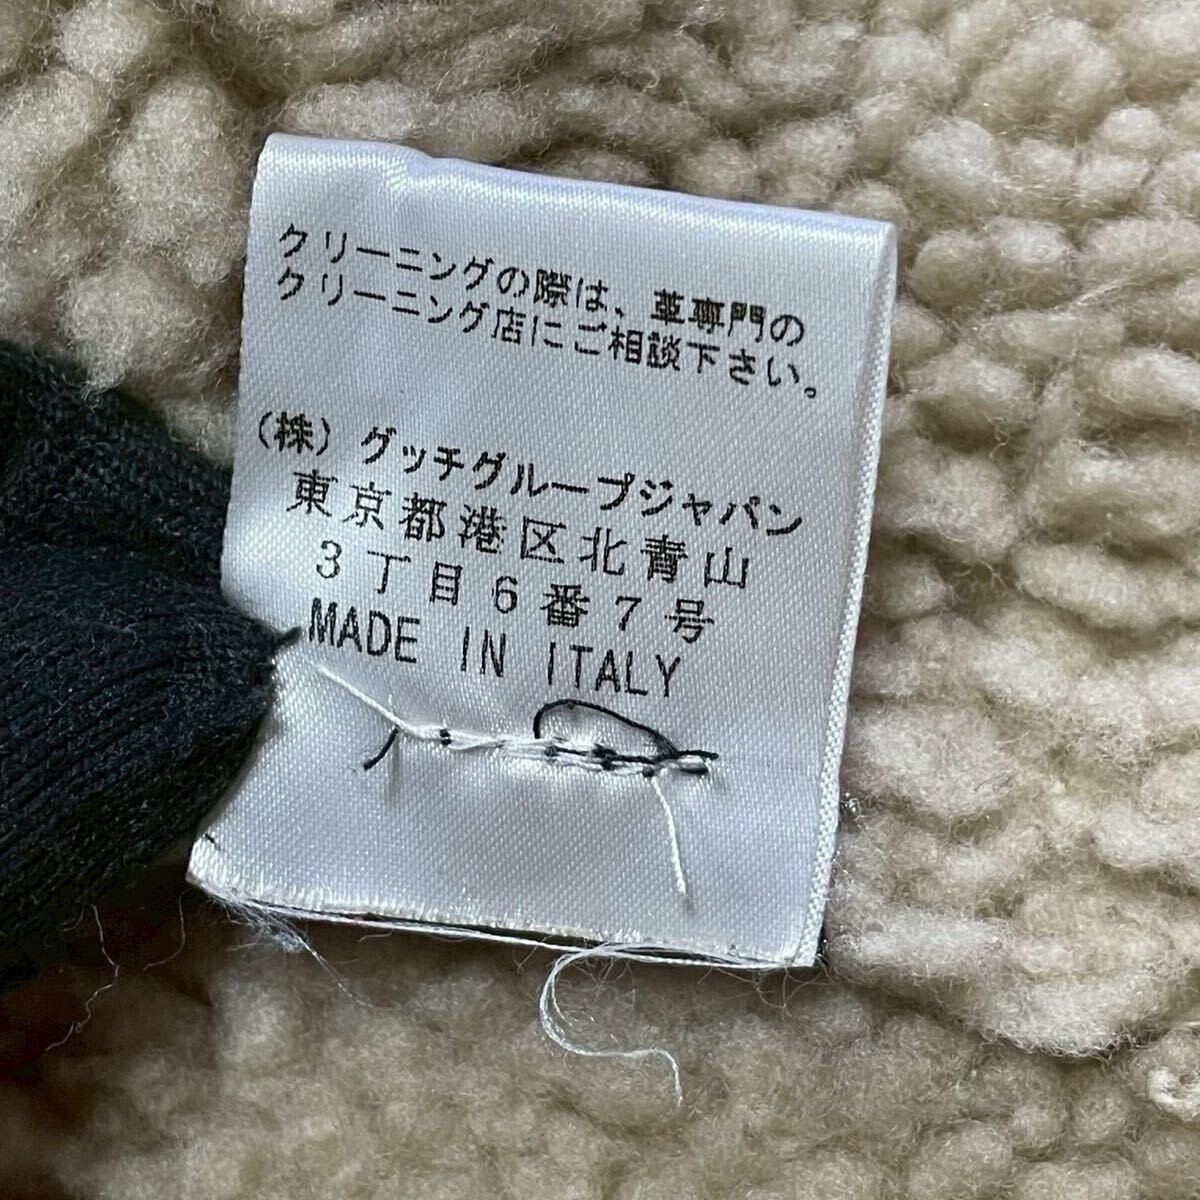 クリーニングの際は、革専門の
クリーニング店にご相談下さい。
(株)グッチグループジャパン
東京都港区北青山
3丁目6番7号
MADE IN ITALY